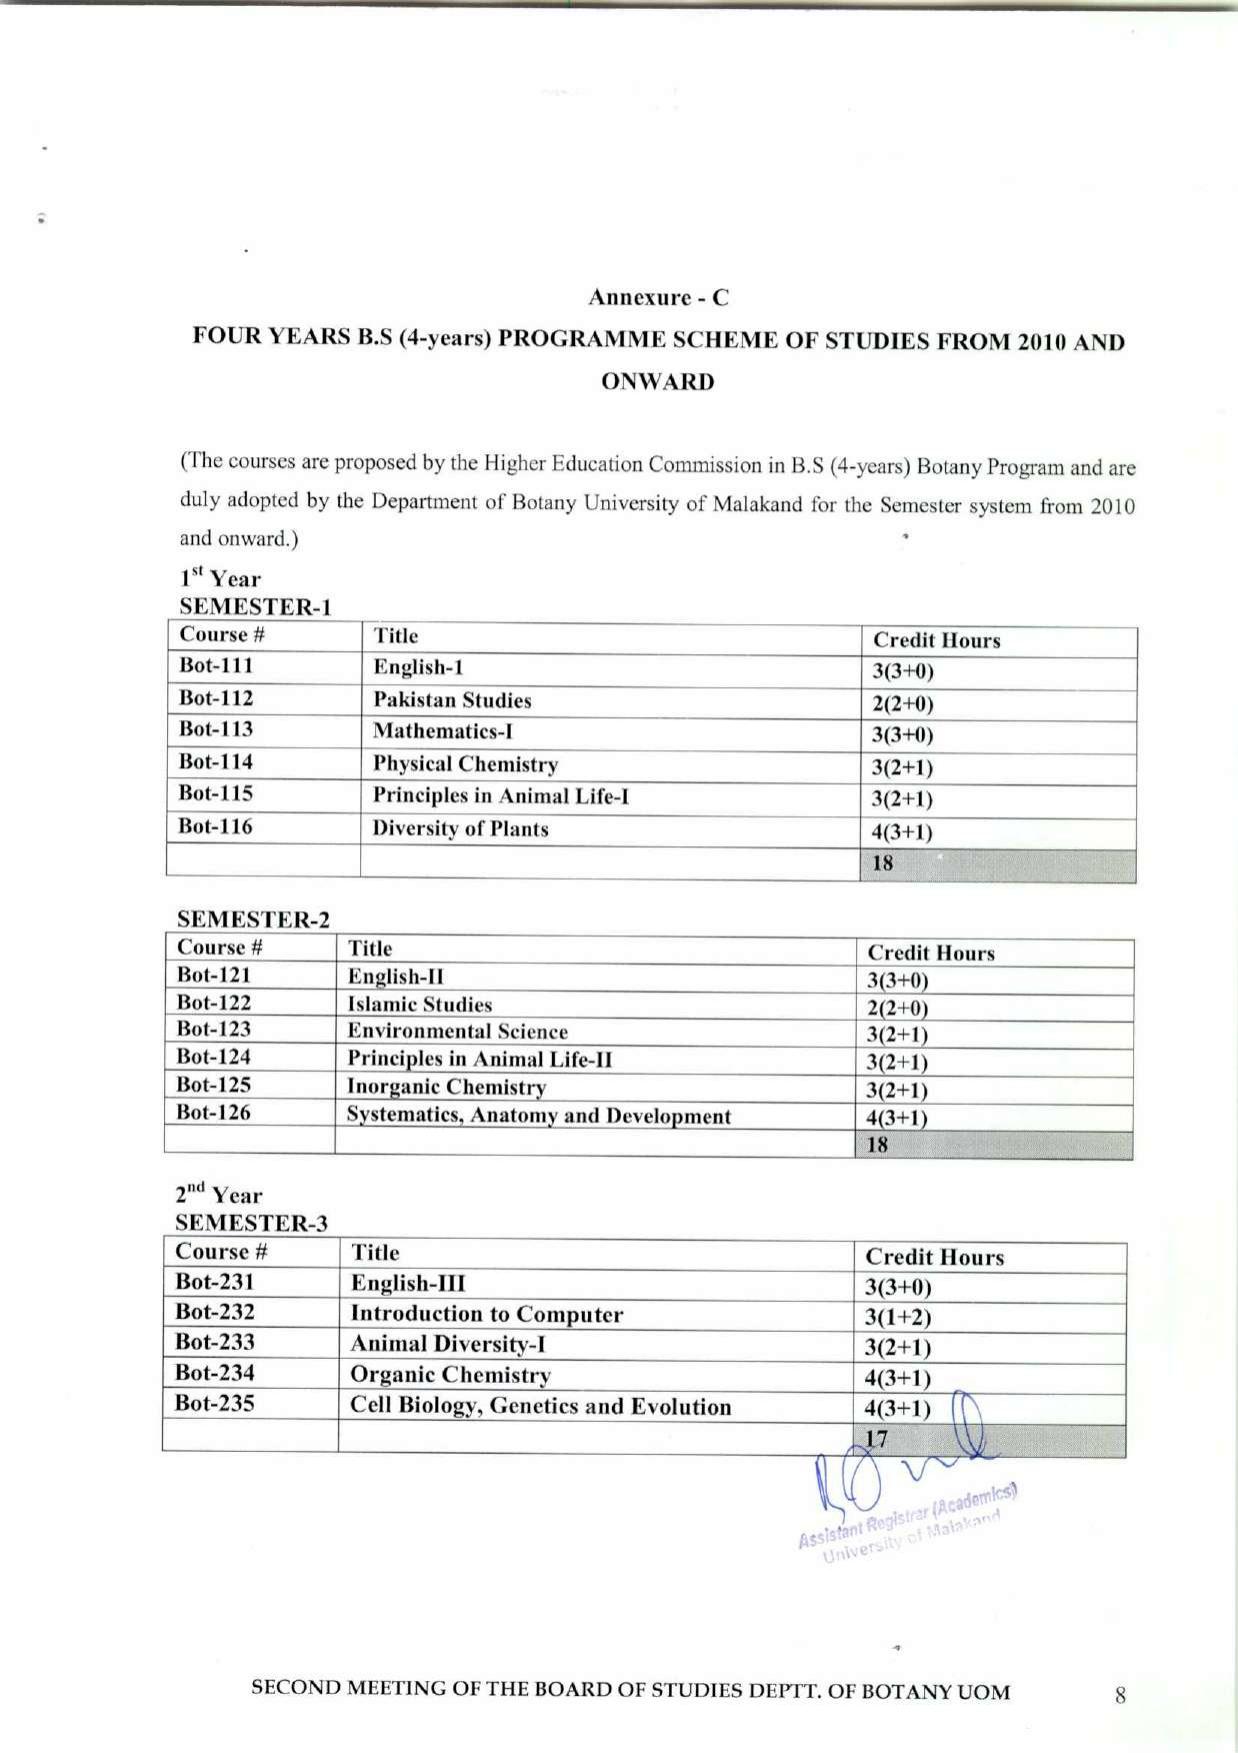 Annexure - C
FOUR YEARS B.S (4-years) PROGRAMME SCHEME OF STUDIES FROM 2010 AND
ONWARD
(The courses are proposed by the Higher Education Commission in B.S (4-years) Botany Program and are
duly adopted by the Department of Botany University of Malakand for the Semester system from 2010
and onward.)
1st Year
SEMESTER-1
Course # Title Credit Hours
Bot-111 English-1 3(3+0)
Bot-112 Pakistan Studies 2(2+0)
Bot-113 Mathematics-I 3(3+0)
Bot-114 Physical Chemistry 3(2+1)
Bot-115 Principles in Animal Life-I 3(2+1)
Bot-116 Diversity of Plants 4(3+1)
18
SEMESTER-2
Course # Title Credit Hours
Bot-121 English-II 3(3+0)
Bot-122 Islamic Studies 2(2+0)
Bot-123 Environmental Science 3(2+1)
Bot-124 Principles in Animal Life-II 3(2+1)
Bot-125 Inorganic Chemistry 3(2+1)
Bot-126 Systematics, Anatomy and Development 4(3+1)
18
2nd Year
SEMESTER-3
Course # Title Credit Hours
Bot-231 English-III 3(3+0)
Bot-232 Introduction to Computer 3(1+2)
Bot-233 Animal Diversity-I 3(2+1)
Bot-234 Organic Chemistry 4(3+1)
Bot-235 Cell Biology, Genetics and Evolution 4(3+1)
17
Assistant Registrar (Academics)
University of Malakand
SECOND MEETING OF THE BOARD OF STUDIES DEPTT. OF BOTANY UOM 8